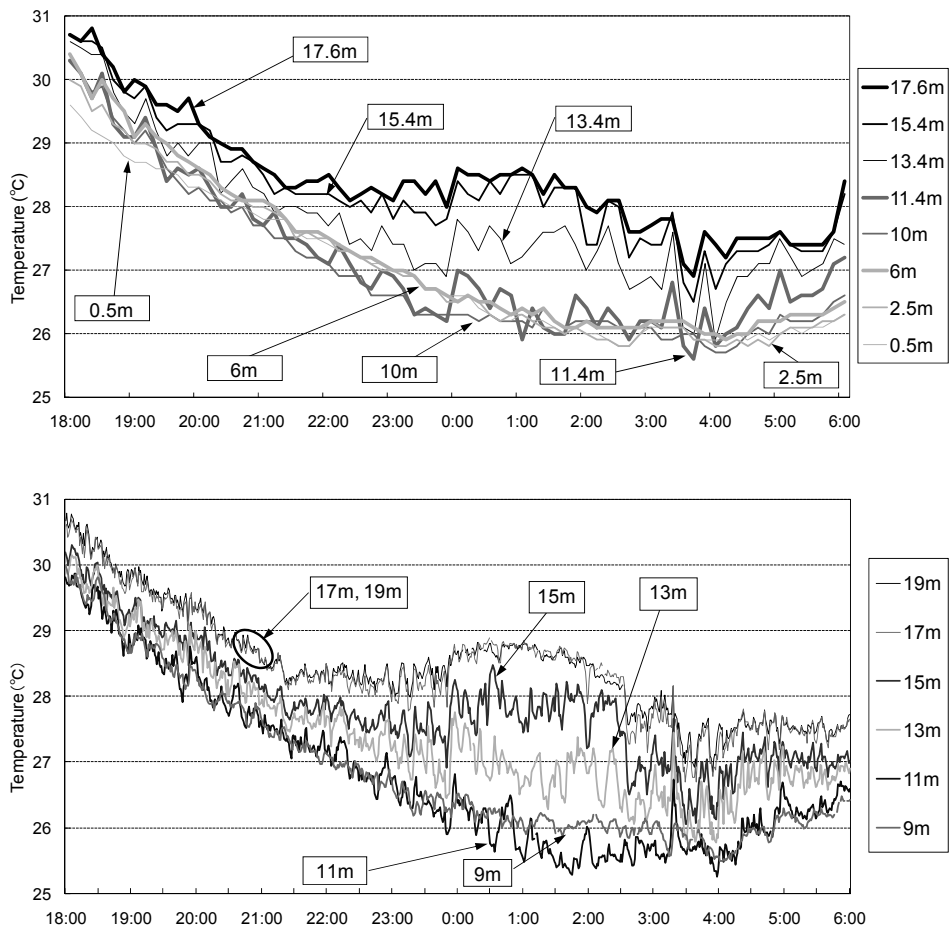 31
30
29
28
27
26
25
Temperature (°C)
17.6m
15.4m
13.4m
0.5m
6m
10m
11.4m
2.5m
18:00 19:00 20:00 21:00 22:00 23:00 0:00 1:00 2:00 3:00 4:00 5:00 6:00
17.6m
15.4m
13.4m
11.4m
10m
6m
2.5m
0.5m
31
30
29
28
27
26
25
Temperature (°C)
17m, 19m
15m
13m
11m
9m
18:00 19:00 20:00 21:00 22:00 23:00 0:00 1:00 2:00 3:00 4:00 5:00 6:00
19m
17m
15m
13m
11m
9m